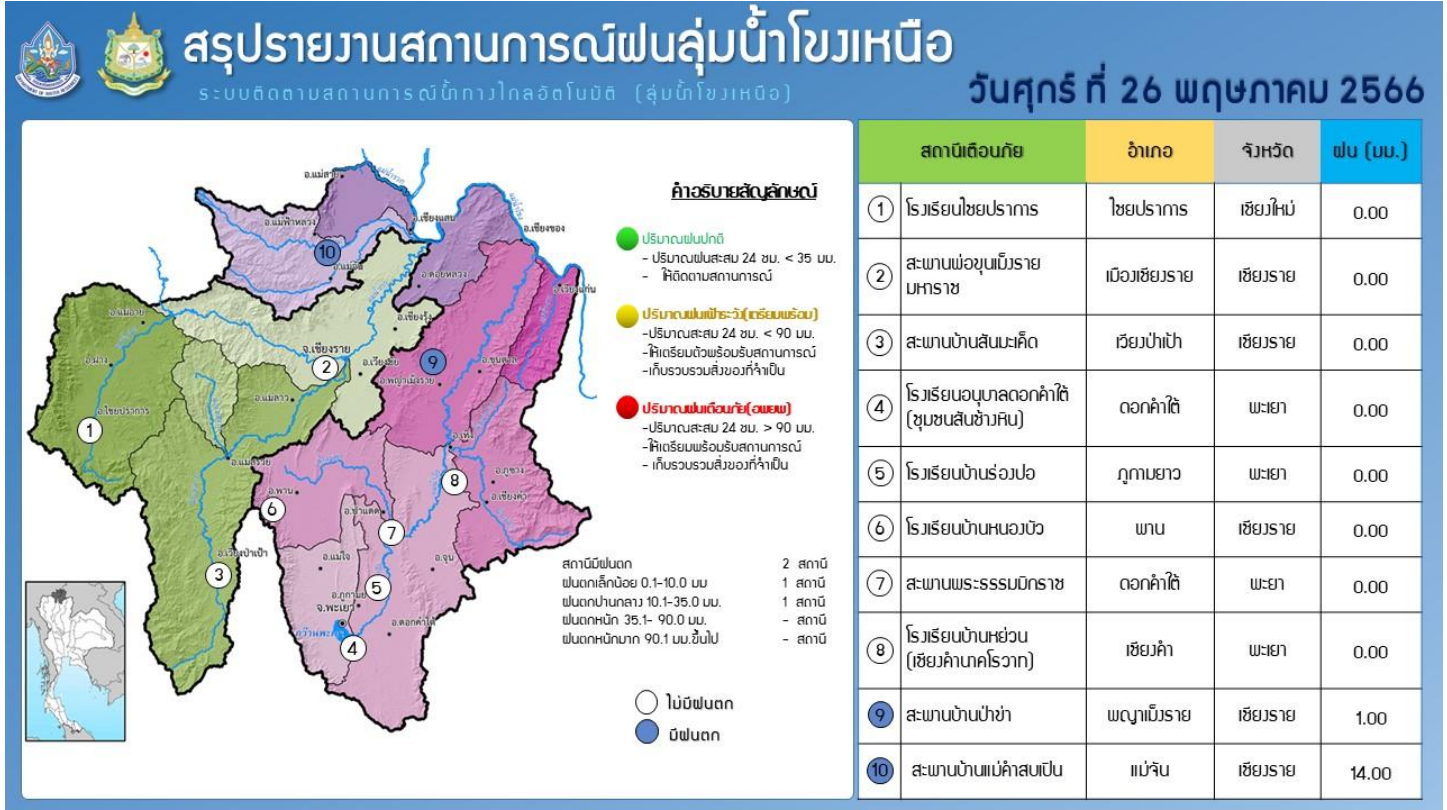 สรุปรายงานสถานการณ์ฝนลุ่มน้ำโขงเหนือ
ระบบติดตามสถานการณ์น้ำทางไกลอัตโนมัติ (ลุ่มน้ำโขงเหนือ)
วันศุกร์ ที่ 26 พฤษภาคม 2566
อ.แม่สาย
อ.แม่ฟ้าหลวง
อ.เชียงแสน
อ.เชียงของ
10
อ.แม่จัน
อ.ดอยหลวง
อ.เวียงแก่น
อ.แม่อาย
อ.เชียงรุ้ง
อ.ฝาง
จ.เชียงราย
2
อ.เวียงชัย
9
อ.ขุนตาล
อ.พญาเม็งราย
อ.ไชยปราการ
1
อ.แม่ลาว
อ.เทิง
อ.แม่สรวย
8
อ.ภูซาง
อ.พาน
อ.เชียงคำ
6
อ.ป่าแดด
7
อ.เวียงป่าเป้า
3
อ.แม่ใจ
อ.จุน
5
จ.พะเยา
อ.ดอกคำใต้
กว๊านพะเยา
4
คำอธิบายสัญลักษณ์
ปริมาณฝนปกติ
- ปริมาณฝนสะสม 24 ชม. < 35 มม.
- ให้ติดตามสถานการณ์
ปริมาณฝนเฝ้าระวัง(เตรียมพร้อม)
-ปริมาณสะสม 24 ชม. < 90 มม.
-ให้เตรียมตัวพร้อมรับสถานการณ์
-เก็บรวบรวมสิ่งของที่จำเป็น
ปริมาณฝนเตือนภัย(อพยพ)
-ปริมาณสะสม 24 ชม. > 90 มม.
-ให้เตรียมพร้อมรับสถานการณ์
- เก็บรวบรวมสิ่งของที่จำเป็น
สถานีมีฝนตก 2 สถานี
ฝนตกเล็กน้อย 0.1-10.0 มม 1 สถานี
ฝนตกปานกลาง 10.1-35.0 มม. 1 สถานี
ฝนตกหนัก 35.1- 90.0 มม. - สถานี
ฝนตกหนักมาก 90.1 มม.ขึ้นไป - สถานี
ไม่มีฝนตก
มีฝนตก
สถานีเตือนภัย อำเภอ จังหวัด ฝน (มม.)
1 โรงเรียนไชยปราการ ไชยปราการ เชียงใหม่ 0.00
2 สะพานพ่อขุนเม็งราย
มหาราช เมืองเชียงราย เชียงราย 0.00
3 สะพานบ้านสันมะเค็ด เวียงป่าเป้า เชียงราย 0.00
4 โรงเรียนอนุบาลดอกคำใต้
(ชุมชนสันช้างหิน) ดอกคำใต้ พะเยา 0.00
5 โรงเรียนบ้านร่องปอ ภูกามยาว พะเยา 0.00
6 โรงเรียนบ้านหนองบัว พาน เชียงราย 0.00
7 สะพานพระธรรมมิกราช ดอกคำใต้ พะยา 0.00
8 โรงเรียนบ้านหย่วน
(เชียงคำนาคโรวาท) เชียงคำ พะเยา 0.00
9 สะพานบ้านป่าข่า พญาเม็งราย เชียงราย 1.00
10 สะพานบ้านแม่คำสบเปิน แม่จัน เชียงราย 14.00